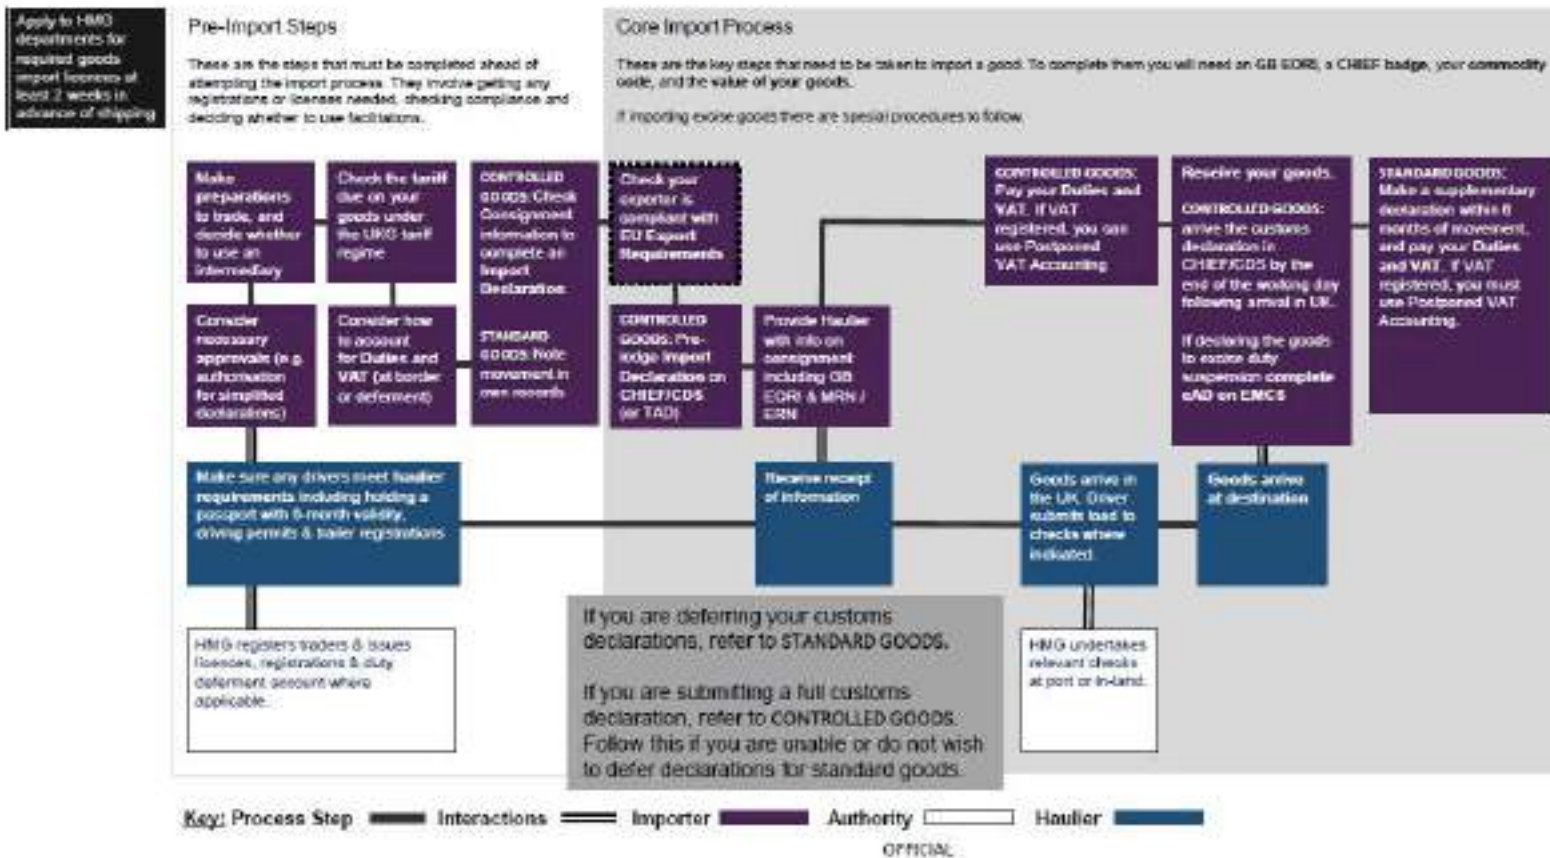 Apply to HMG
departments for
required goods
import licences at
least 2 weeks in
advance of shipping
Pre-Import Steps
These are the steps that must be completed ahead of
attempting the import process. They involve getting any
registrations or licenses needed, checking compliance and
deciding whether to use facilitations.
Core Import Process
These are the key steps that need to be taken to import a good. To complete them you will need an GB EORI, a CHIEF badge, your commodity
code, and the value of your goods.
If importing excise goods there are special procedures to follow.
Make
preparations
to trade, and
decide whether
to use an
intermediary
Check the tariff
due on your
goods under
the UKG tariff
regime
CONTROLLED
GOODS: Check
Consignment
information to
complete an
Import
Declaration
STANDARD
GOODS: Note
movement in
own records
Check your
exporter is
compliant with
EU Export
Requirements
CONTROLLED GOODS:
Pay your Duties and
VAT. If VAT
registered, you can
use Postponed
VAT Accounting
Receive your goods.
CONTROLLED GOODS:
arrive the customs
declaration in
CHIEF/CDS by the
end of the working day
following arrival in UK.
If declaring the goods
to excise duty
suspension complete
eAD on EMCS
STANDARD GOODS:
Make a supplementary
declaration within 6
months of movement,
and pay your Duties
and VAT. If VAT
registered, you must
use Postponed VAT
Accounting.
Consider
necessary
approvals (e.g.
authorisation
for simplified
declarations)
Consider how
to account
for Duties and
VAT (at border
or deferment)
CONTROLLED
GOODS: Pre-
lodge Import
Declaration on
CHIEF/CDS
(or TAD)
Provide Haulier
with info on
consignment
including GB
EORI & MRN /
ERN
Make sure any drivers meet haulier
requirements including holding a
passport with 6-month validity,
driving permits & trailer registrations
Receive receipt
of information
Goods arrive in
the UK. Driver
submits load to
checks where
indicated.
Goods arrive
at destination
HMG registers traders & issues
licences, registrations & duty
deferment account where
applicable.
If you are deferring your customs
declarations, refer to STANDARD GOODS.
If you are submitting a full customs
declaration, refer to CONTROLLED GOODS.
Follow this if you are unable or do not wish
to defer declarations for standard goods.
HMG undertakes
relevant checks
at port or in-land.
Key: Process Step Interactions Importer Authority Haulier
OFFICIAL